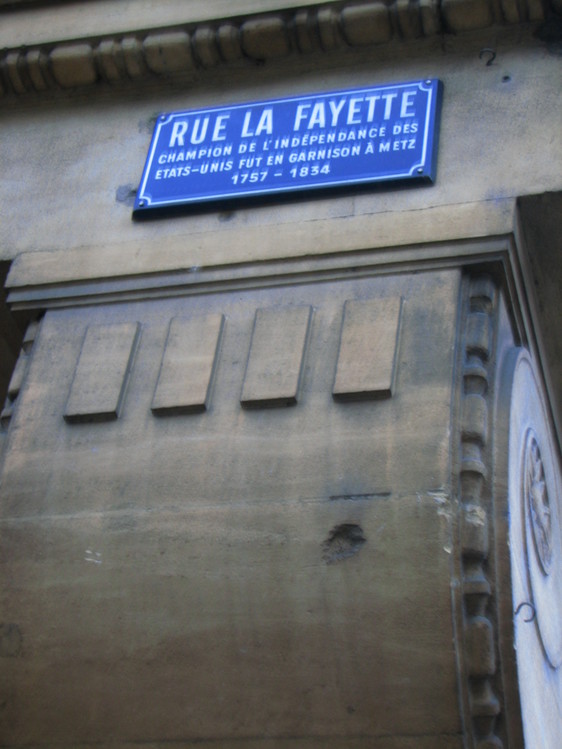 RUE LA FAYETTE
CHAMPION DE L'INDÉPENDANCE DES
ETATS-UNIS FUT EN GARNISON À METZ
1757 - 1834